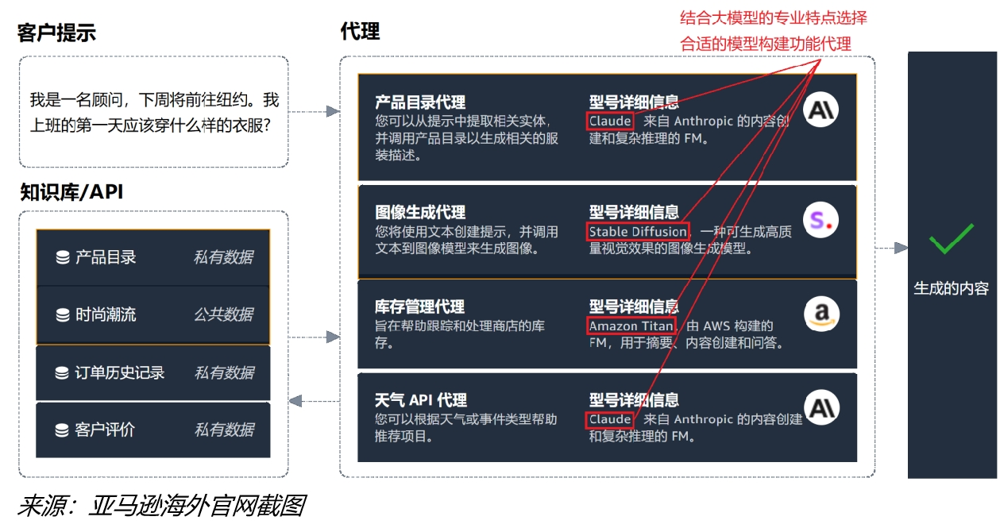 结合大模型的专业特点选择
合适的模型构建功能代理
客户提示
我是一名顾问，下周将前往纽约。我
上班的第一天应该穿什么样的衣服？
知识库/API
产品目录 私有数据
时尚潮流 公共数据
订单历史记录 私有数据
客户评价 私有数据
代理
产品目录代理
您可以从提示中提取相关实体，
并调用产品目录以生成相关的服
装描述。
型号详细信息
Claude 来自 Anthropic 的内容创
建和复杂推理的 FM。
图像生成代理
您将使用文本创建提示，并调用
文本到图像模型来生成图像。
型号详细信息
Stable Diffusion，一种可生成高质
量视觉效果的图像生成模型。
S.
库存管理代理
旨在帮助跟踪和处理商店的库
存。
型号详细信息
Amazon Titan，由 AWS 构建的
FM，用于摘要、内容创建和问答。
a
天气 API 代理
您可以根据天气或事件类型帮助
推荐项目。
型号详细信息
Claude 来自 Anthropic 的内容创建
和复杂推理的 FM。
生成的内容
来源：亚马逊海外官网截图